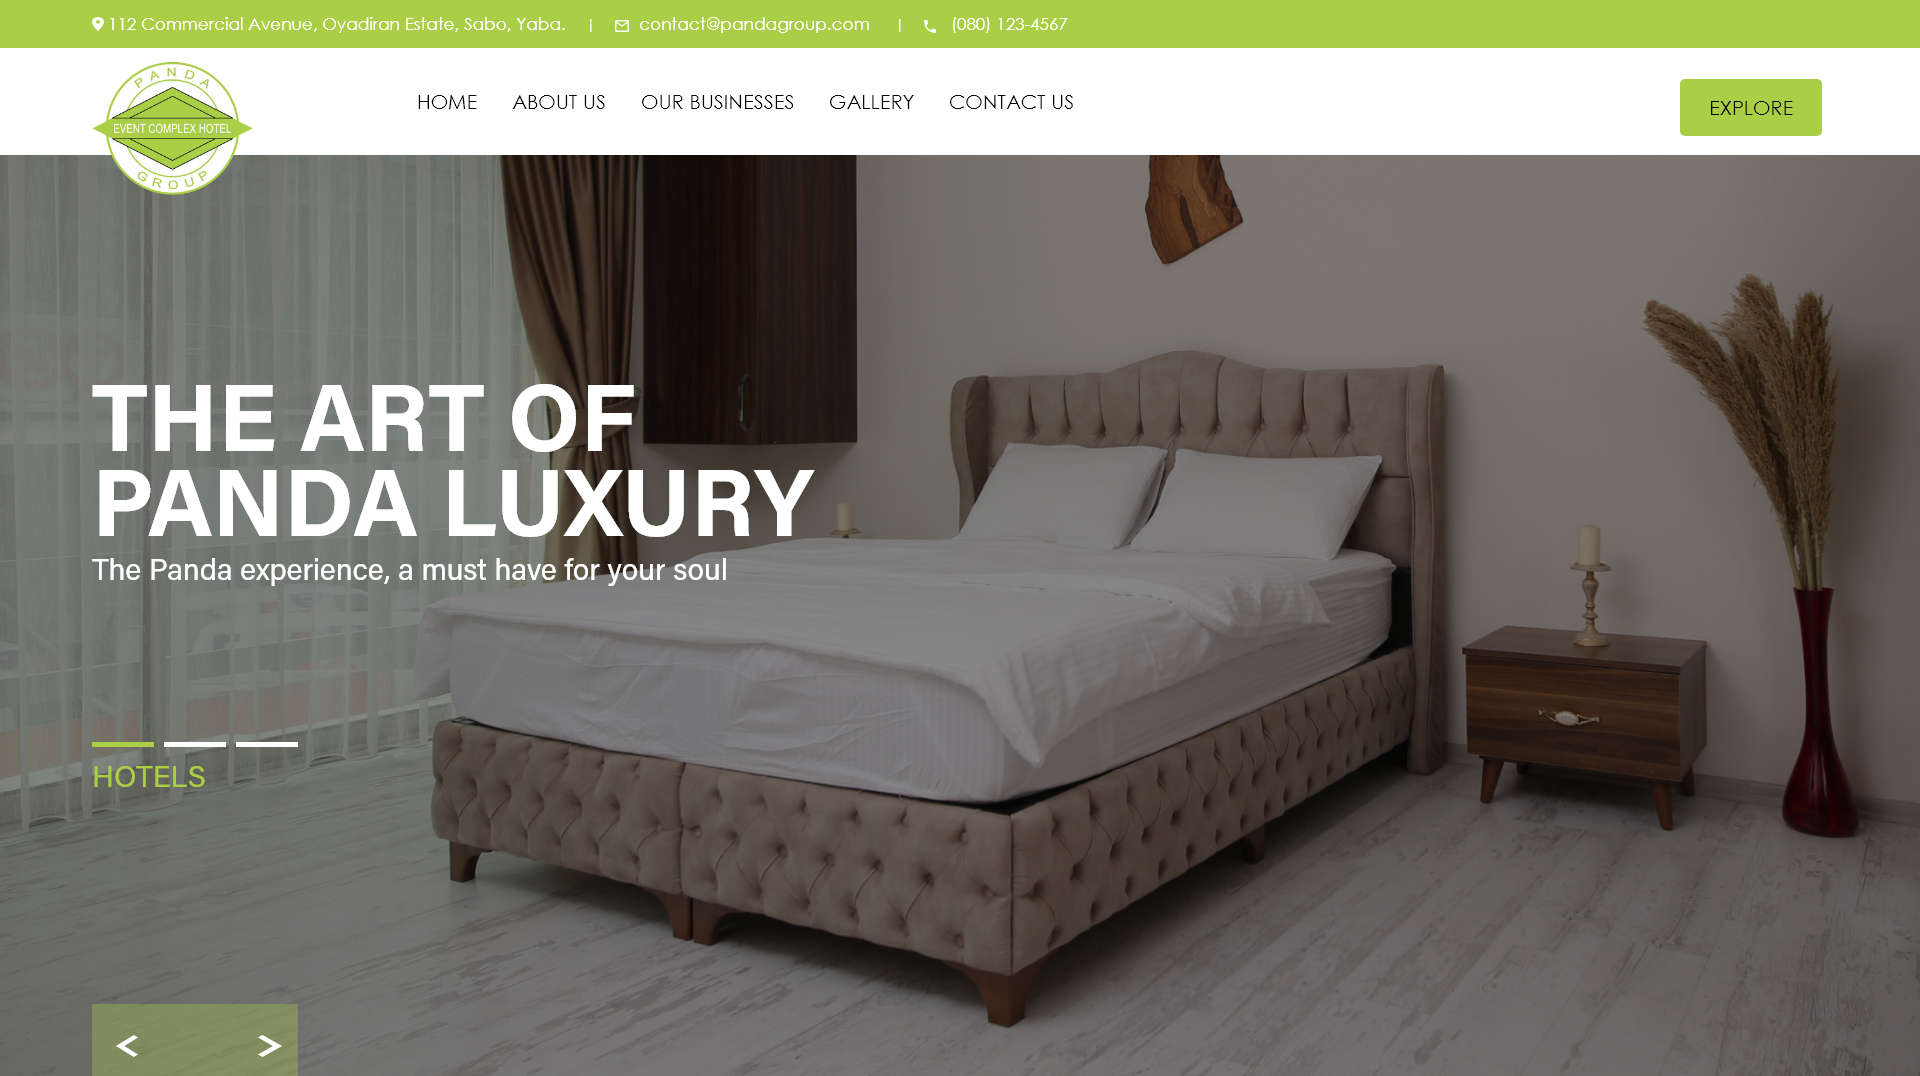 112 Commercial Avenue, Oyadiran Estate, Sabo, Yaba. | contact@pandagroup.com | (080) 123-4567
PANDA
EVENT COMPLEX HOTEL
GROUP
HOME ABOUT US OUR BUSINESSES GALLERY CONTACT US
EXPLORE
THE ART OF
PANDA LUXURY
The Panda experience, a must have for your soul
HOTELS
< >